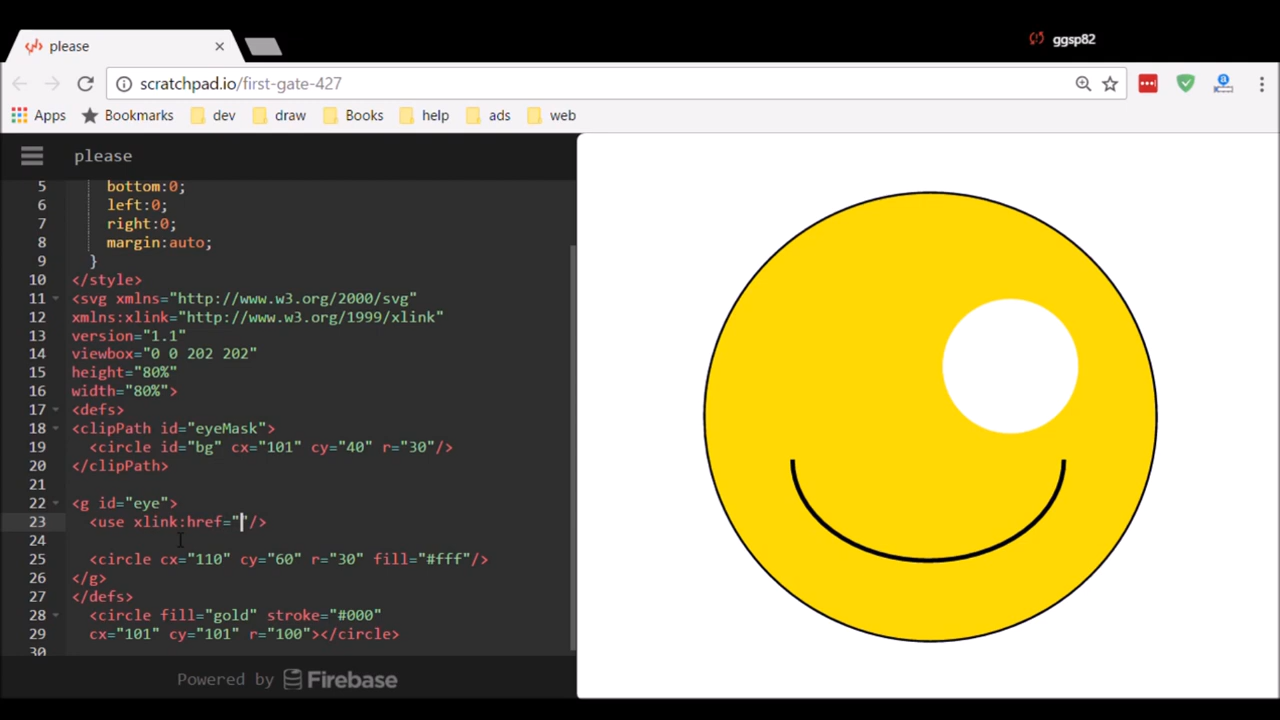 please
ggsp82
scratchpad.io/first-gate-427
Apps Bookmarks dev draw Books help ads web
please
5 bottom:0;
6 left:0;
7 right:0;
8 margin:auto;
9 }
10 </style>
11 <svg xmlns="http://www.w3.org/2000/svg"
12 xmlns:xlink="http://www.w3.org/1999/xlink"
13 version="1.1"
14 viewbox="0 0 202 202"
15 height="80%"
16 width="80%">
17 <defs>
18 <clipPath id="eyeMask">
19 <circle id="bg" cx="101" cy="40" r="30"/>
20 </clipPath>
21
22 <g id="eye">
23 <use xlink:href=""/>
24
25 <circle cx="110" cy="60" r="30" fill="#fff"/>
26 </g>
27 </defs>
28 <circle fill="gold" stroke="#000"
29 cx="101" cy="101" r="100"></circle>
30
Powered by Firebase